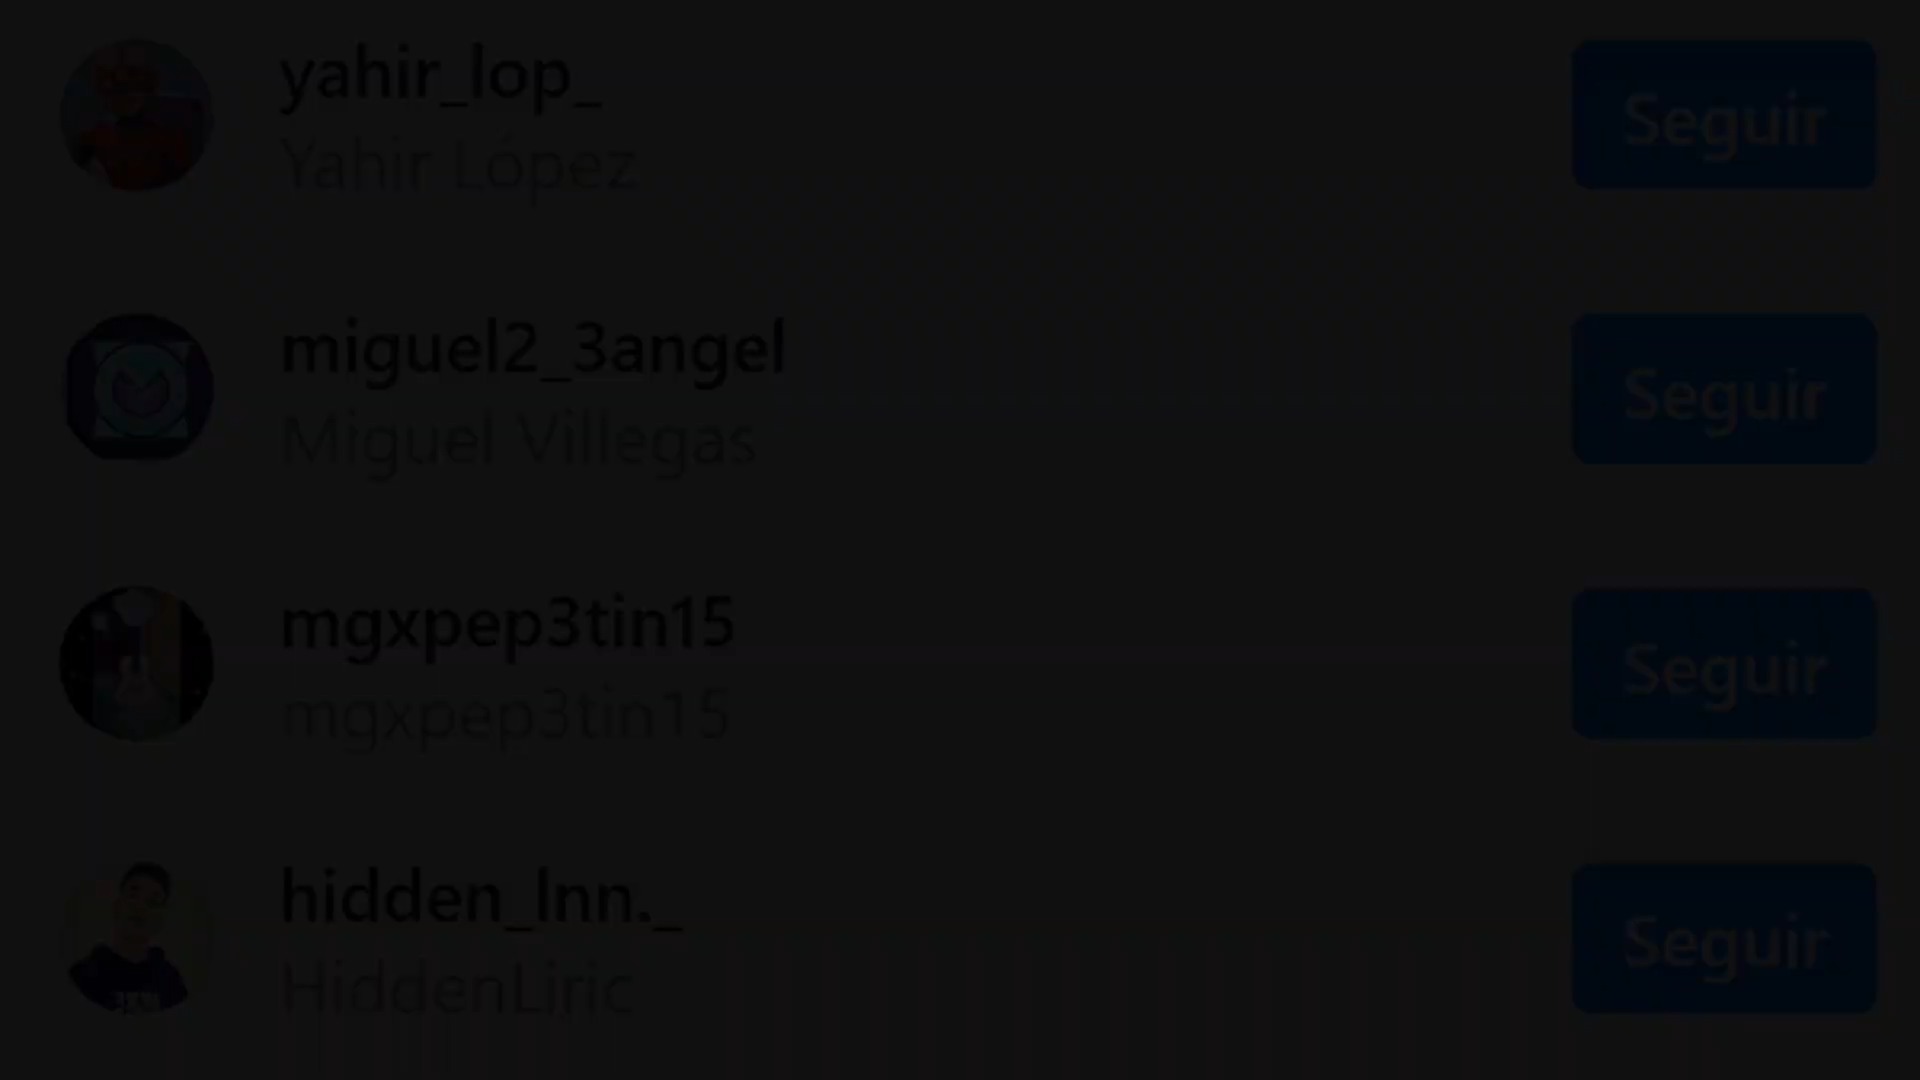 yahir_lop_
Yahir López
Seguir
miguel2_3angel
Miguel Villegas
Seguir
mgxpep3tin15
mgxpep3tin15
Seguir
hidden_lnn._
HiddenLiric
Seguir